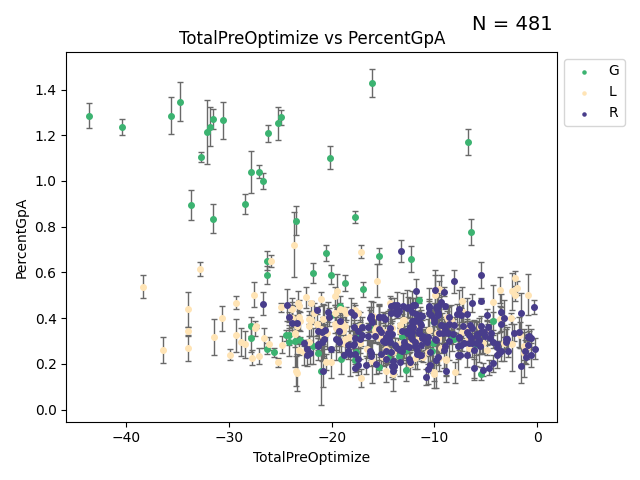 N = 481
TotalPreOptimize vs PercentGpA
G
L
R
PercentGpA
1.4
1.2
1.0
0.8
0.6
0.4
0.2
0.0
−40
−30
−20
−10
0
TotalPreOptimize